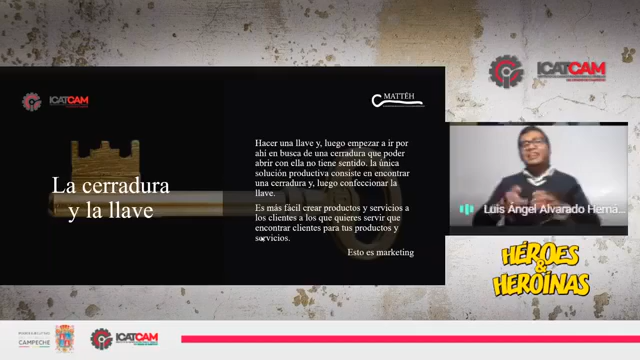 ICATCAM
MATTÉH
ICATCAM
La cerradura
y la llave
Hacer una llave y, luego empezar a ir por
ahí en busca de una cerradura que poder
abrir con ella no tiene sentido. la única
solución productiva consiste en encontrar
una cerradura y, luego confeccionar la
llave.
Es más fácil crear productos y servicios a
los clientes a los que quieres servir que
encontrar clientes para tus productos y
servicios.
Esto es marketing
Luis Ángel Alvarado Herná...
HÉROES
&
HEROÍNAS
CAMPECHE
ICATCAM